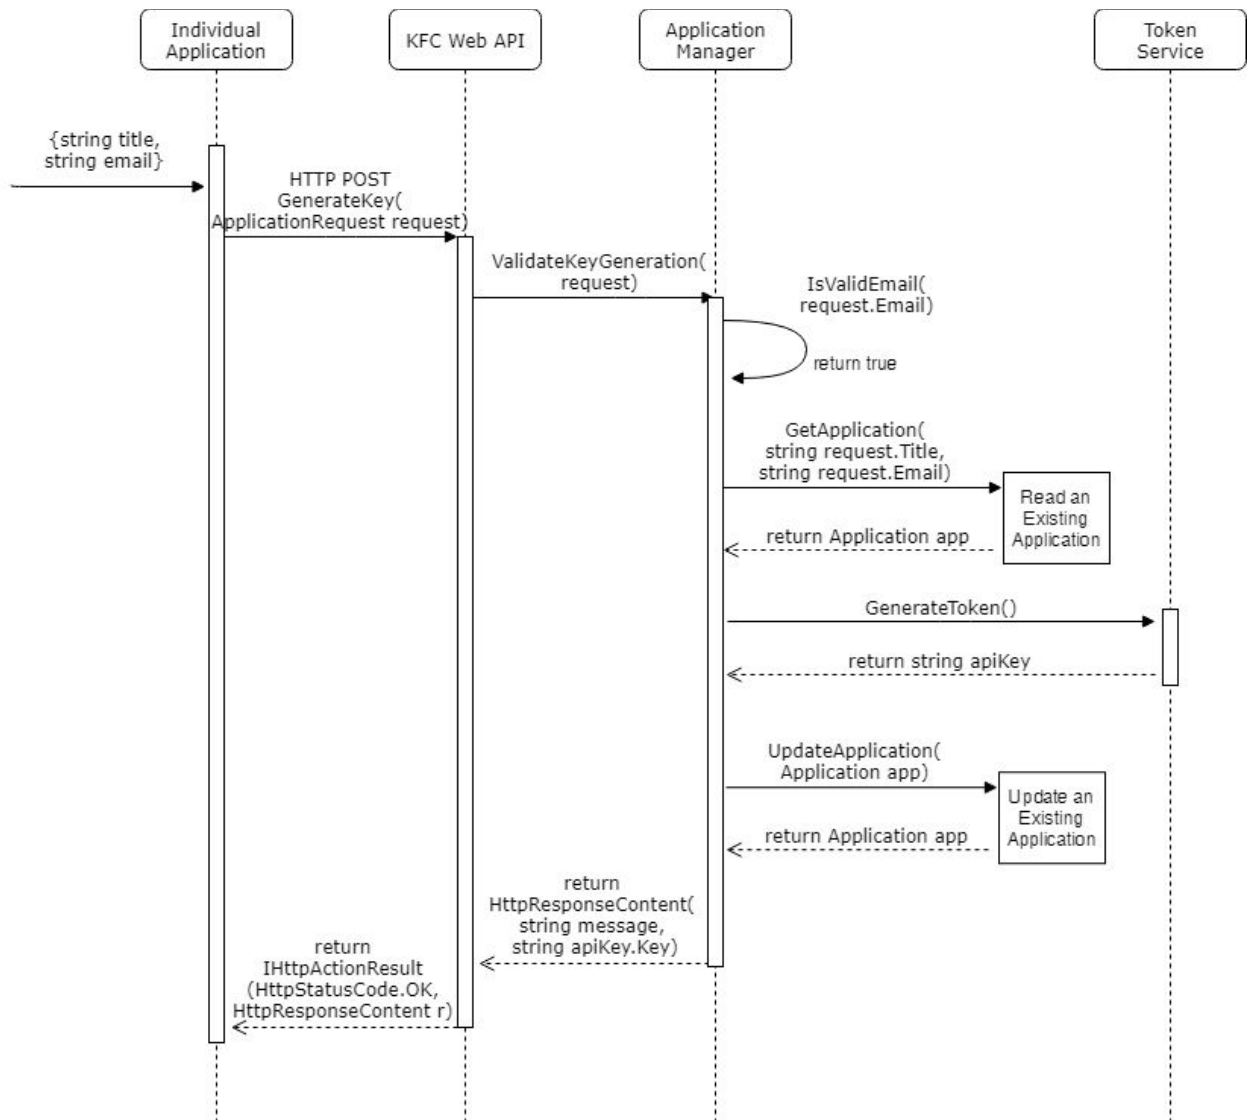 Individual
Application
KFC Web API
Application
Manager
Token
Service
{string title,
string email}
HTTP POST
GenerateKey(
ApplicationRequest request)
ValidateKeyGeneration(
request)
IsValidEmail(
request.Email)
return true
GetApplication(
string request.Title,
string request.Email)
Read an
Existing
Application
return Application app
GenerateToken()
return string apiKey
UpdateApplication(
Application app)
Update an
Existing
Application
return Application app
return
HttpResponseContent(
string message,
string apiKey.Key)
return
IHttpActionResult
(HttpStatusCode.OK,
HttpResponseContent r)